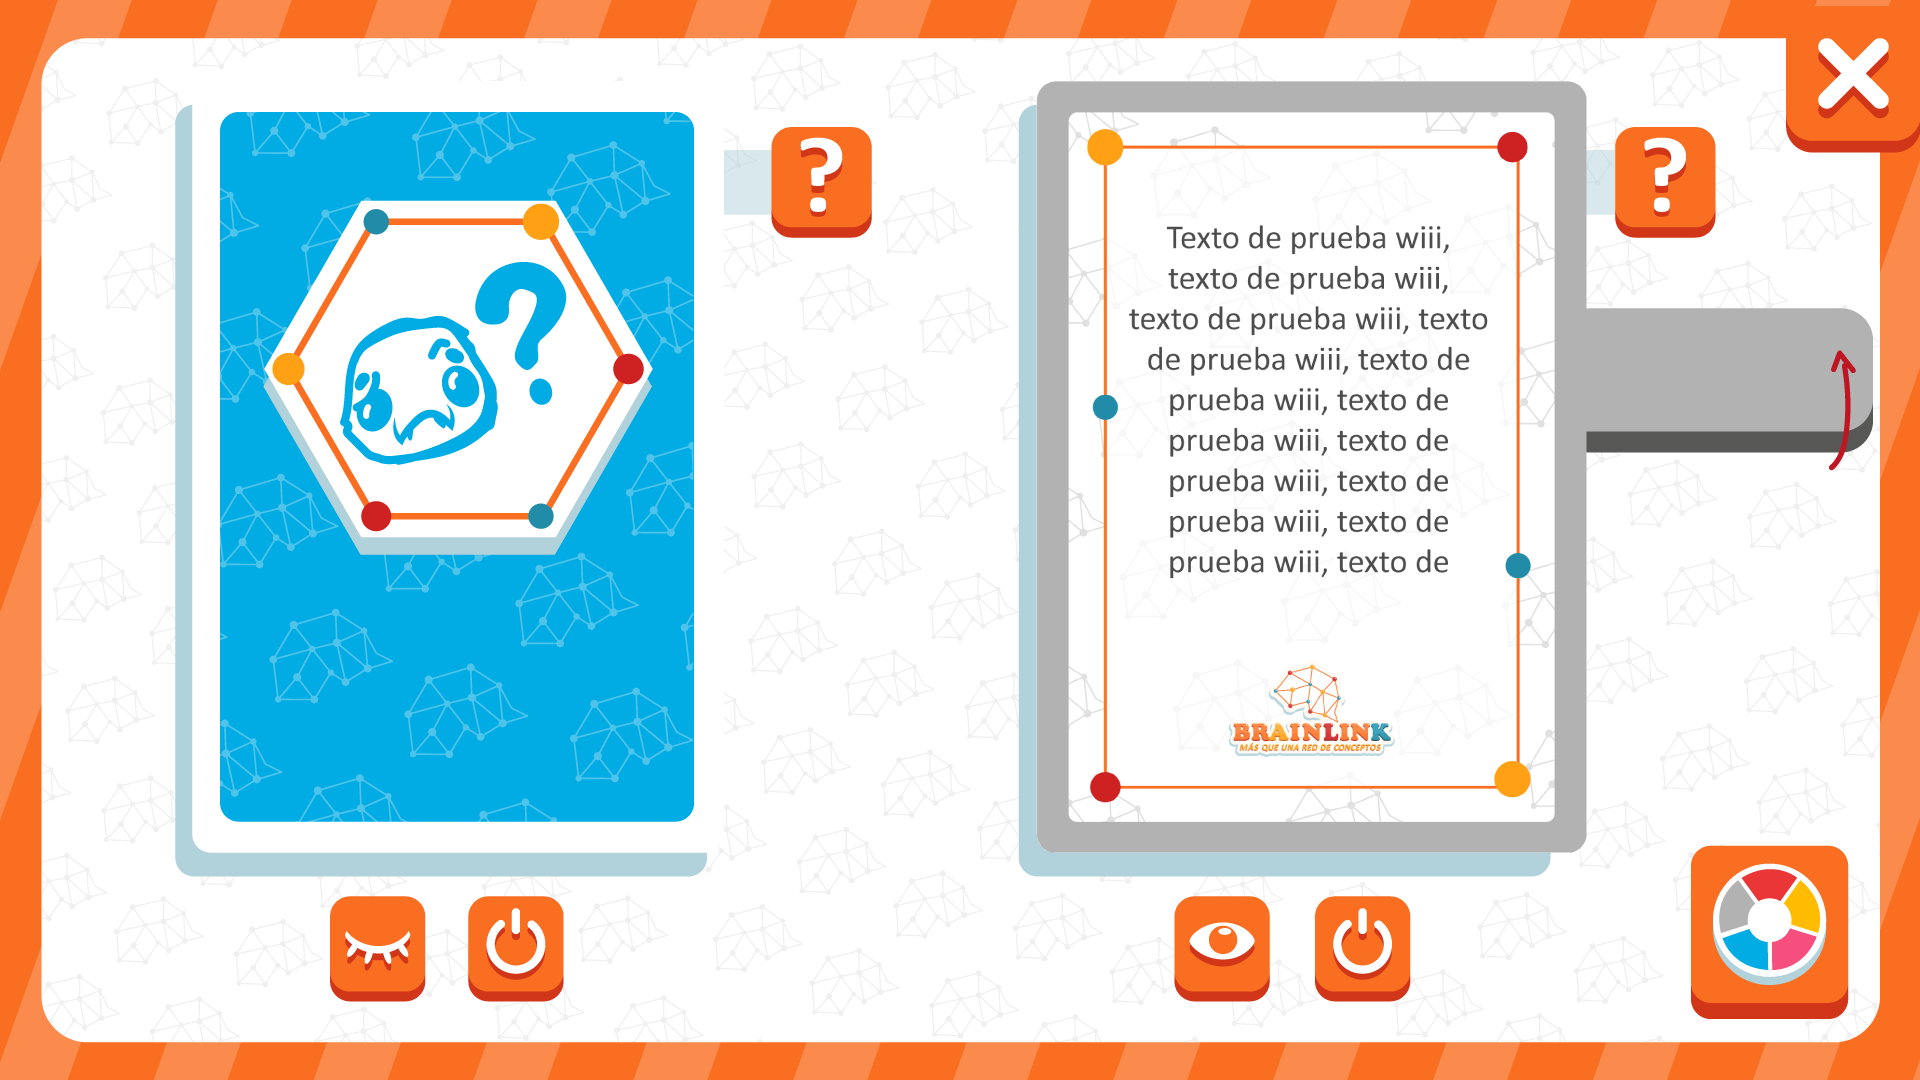 ?
?
?
Texto de prueba wiii,
texto de prueba wiii,
texto de prueba wiii, texto
de prueba wiii, texto de
prueba wiii, texto de
prueba wiii, texto de
prueba wiii, texto de
prueba wiii, texto de
prueba wiii, texto de
BRAINLINK
MÁS QUE UNA RED DE CONCEPTOS